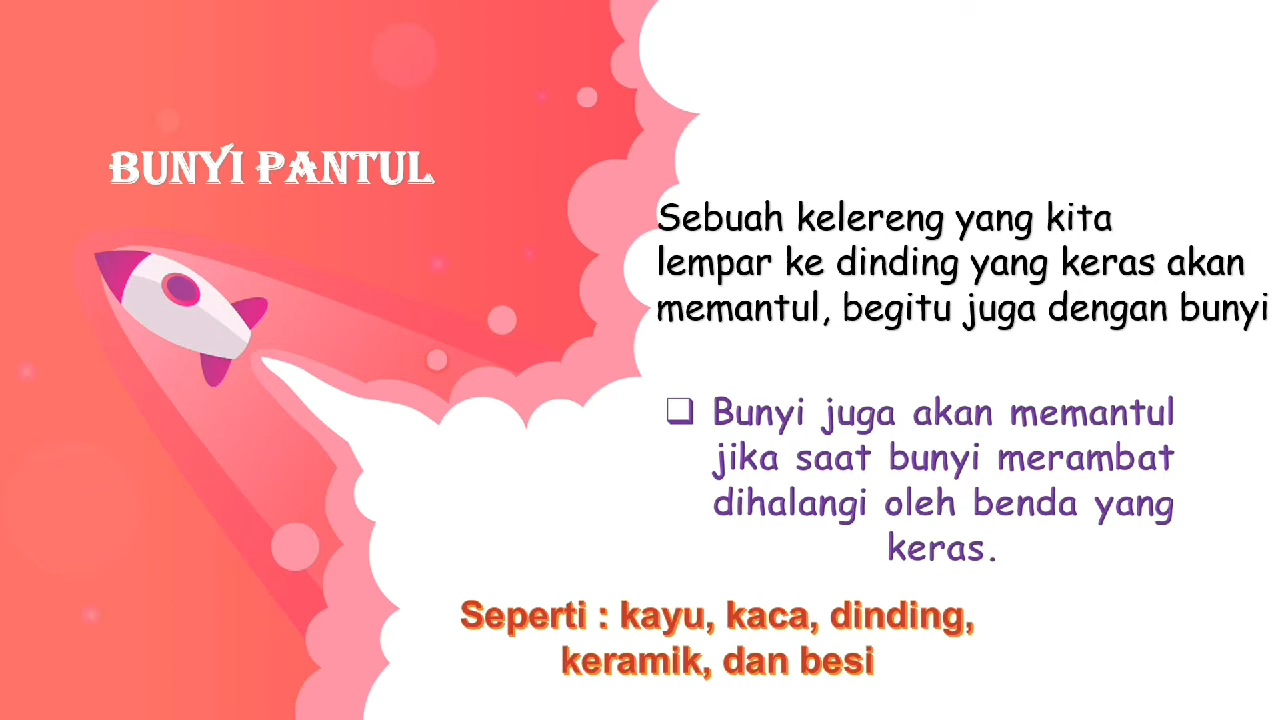 BUNYI PANTUL
Sebuah kelereng yang kita
lempar ke dinding yang keras akan
memantul, begitu juga dengan bunyi
❑ Bunyi juga akan memantul
jika saat bunyi merambat
dihalangi oleh benda yang
keras.
Seperti : kayu, kaca, dinding,
keramik, dan besi